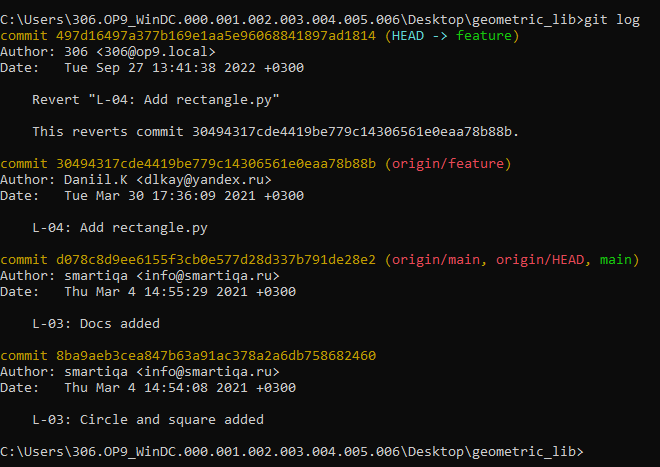 C:\Users\306.OP9_WinDC.000.001.002.003.004.005.006\Desktop\geometric_lib>git log
commit 497d16497a377b169e1aa5e96068841897ad1814 (HEAD -> feature)
Author: 306 <306@op9.local>
Date:   Tue Sep 27 13:41:38 2022 +0300
Revert "L-04: Add rectangle.py"
This reverts commit 30494317cde4419be779c14306561e0eaa78b88b.
commit 30494317cde4419be779c14306561e0eaa78b88b (origin/feature)
Author: Daniil.K <dlkay@yandex.ru>
Date:   Tue Mar 30 17:36:09 2021 +0300
L-04: Add rectangle.py
commit d078c8d9ee6155f3cb0e577d28d337b791de28e2 (origin/main, origin/HEAD, main)
Author: smartiqa <info@smartiqa.ru>
Date:   Thu Mar 4 14:55:29 2021 +0300
L-03: Docs added
commit 8ba9aeb3cea847b63a91ac378a2a6db758682460
Author: smartiqa <info@smartiqa.ru>
Date:   Thu Mar 4 14:54:08 2021 +0300
L-03: Circle and square added
C:\Users\306.OP9_WinDC.000.001.002.003.004.005.006\Desktop\geometric_lib>